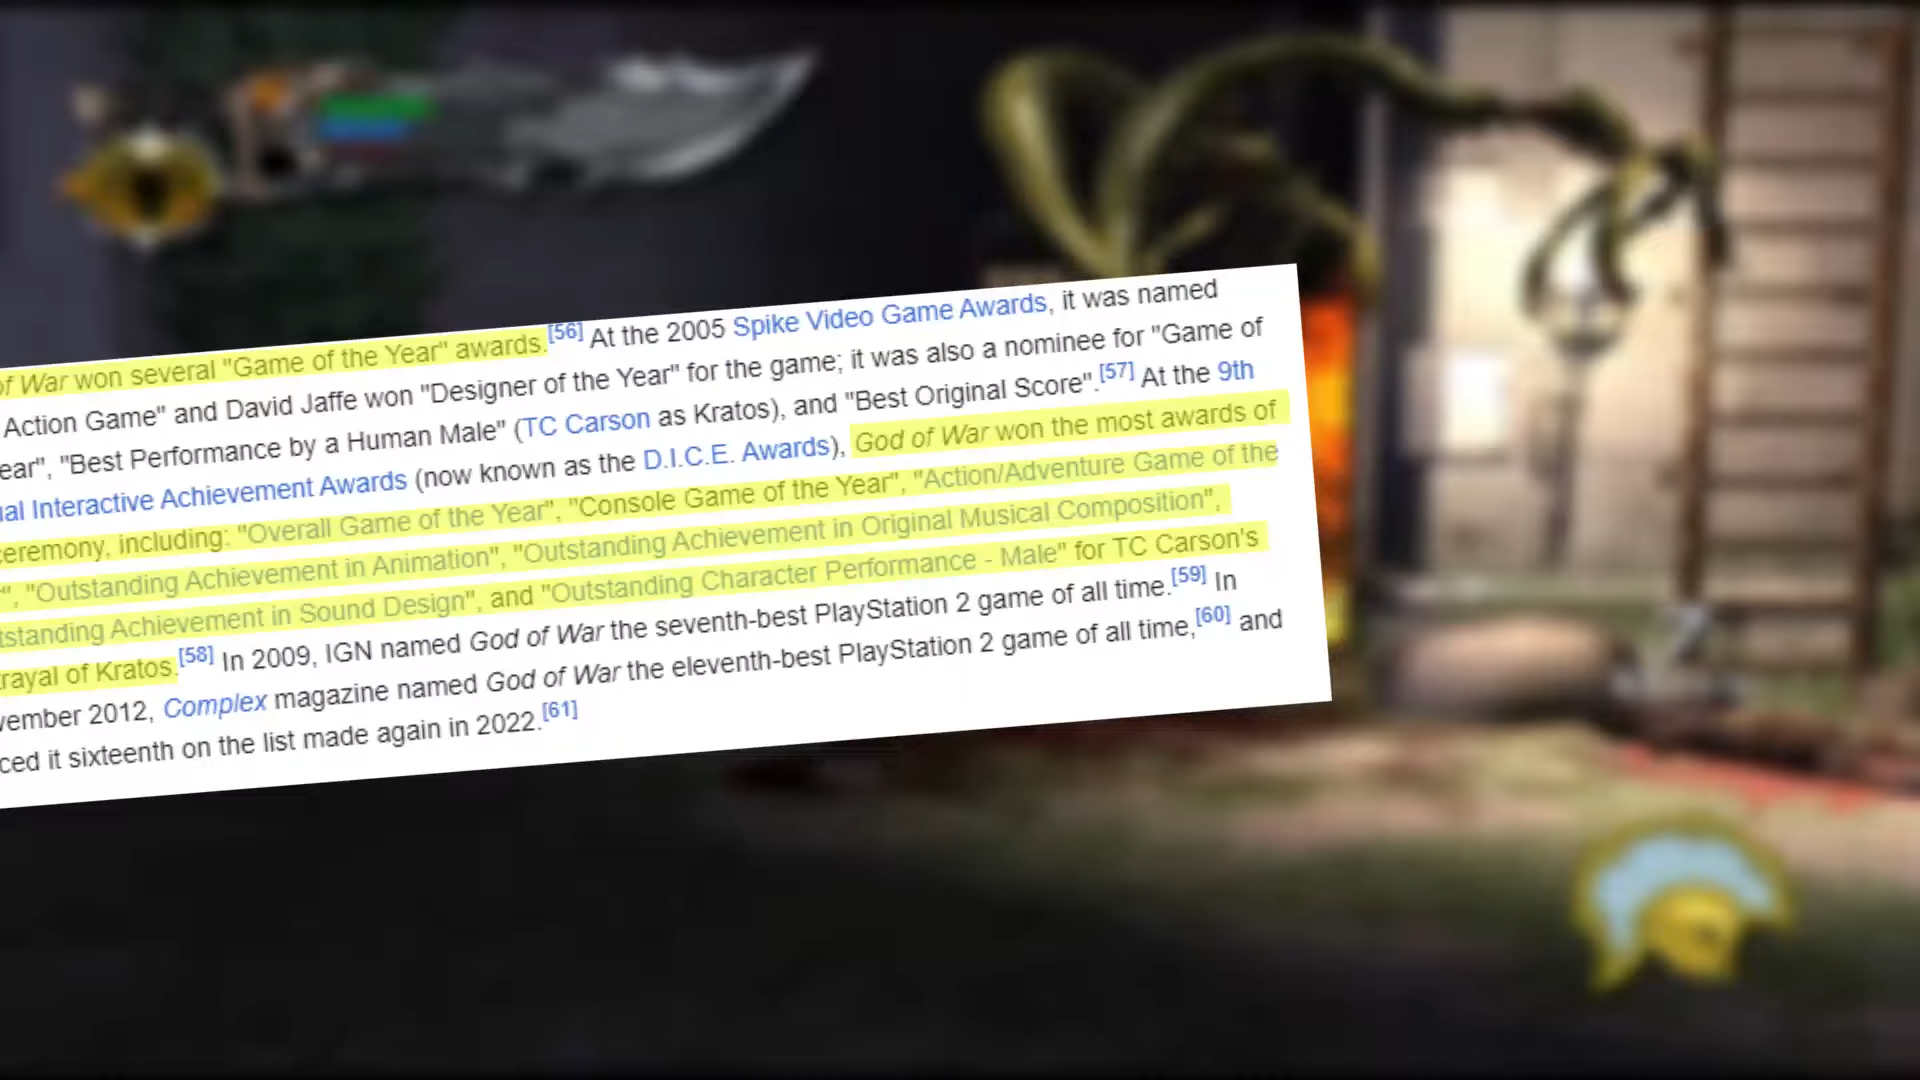 of War won several "Game of the Year" awards.[56] At the 2005 Spike Video Game Awards, it was named
Action Game" and David Jaffe won "Designer of the Year" for the game; it was also a nominee for "Game of
ear", "Best Performance by a Human Male" (TC Carson as Kratos), and "Best Original Score".[57] At the 9th
ual Interactive Achievement Awards (now known as the D.I.C.E. Awards), God of War won the most awards of
ceremony, including: "Overall Game of the Year", "Console Game of the Year", "Action/Adventure Game of the
", "Outstanding Achievement in Animation", "Outstanding Achievement in Original Musical Composition",
tstanding Achievement in Sound Design", and "Outstanding Character Performance - Male" for TC Carson's
rayal of Kratos.[58] In 2009, IGN named God of War the seventh-best PlayStation 2 game of all time.[59] In
vember 2012, Complex magazine named God of War the eleventh-best PlayStation 2 game of all time,[60] and
ced it sixteenth on the list made again in 2022.[61]